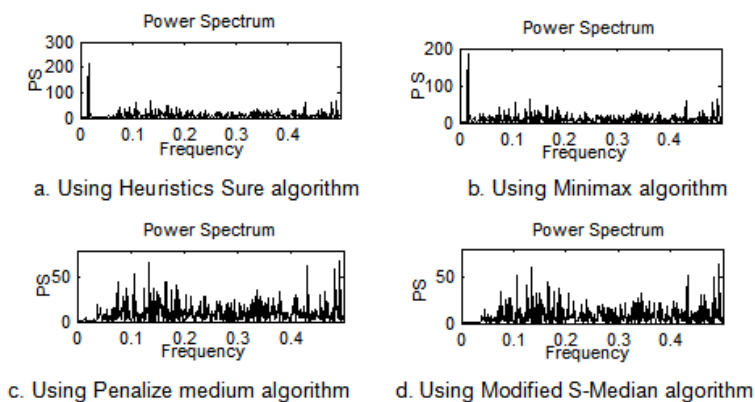 Power Spectrum
300
200
100
0
PS
0 0.1 0.2 0.3 0.4
Frequency
a. Using Heuristics Sure algorithm
Power Spectrum
200
100
0
PS
0 0.1 0.2 0.3 0.4
Frequency
b. Using Minimax algorithm
Power Spectrum
50
0
PS
0 0.1 0.2 0.3 0.4
Frequency
c. Using Penalize medium algorithm
Power Spectrum
50
0
PS
0 0.1 0.2 0.3 0.4
Frequency
d. Using Modified S-Median algorithm